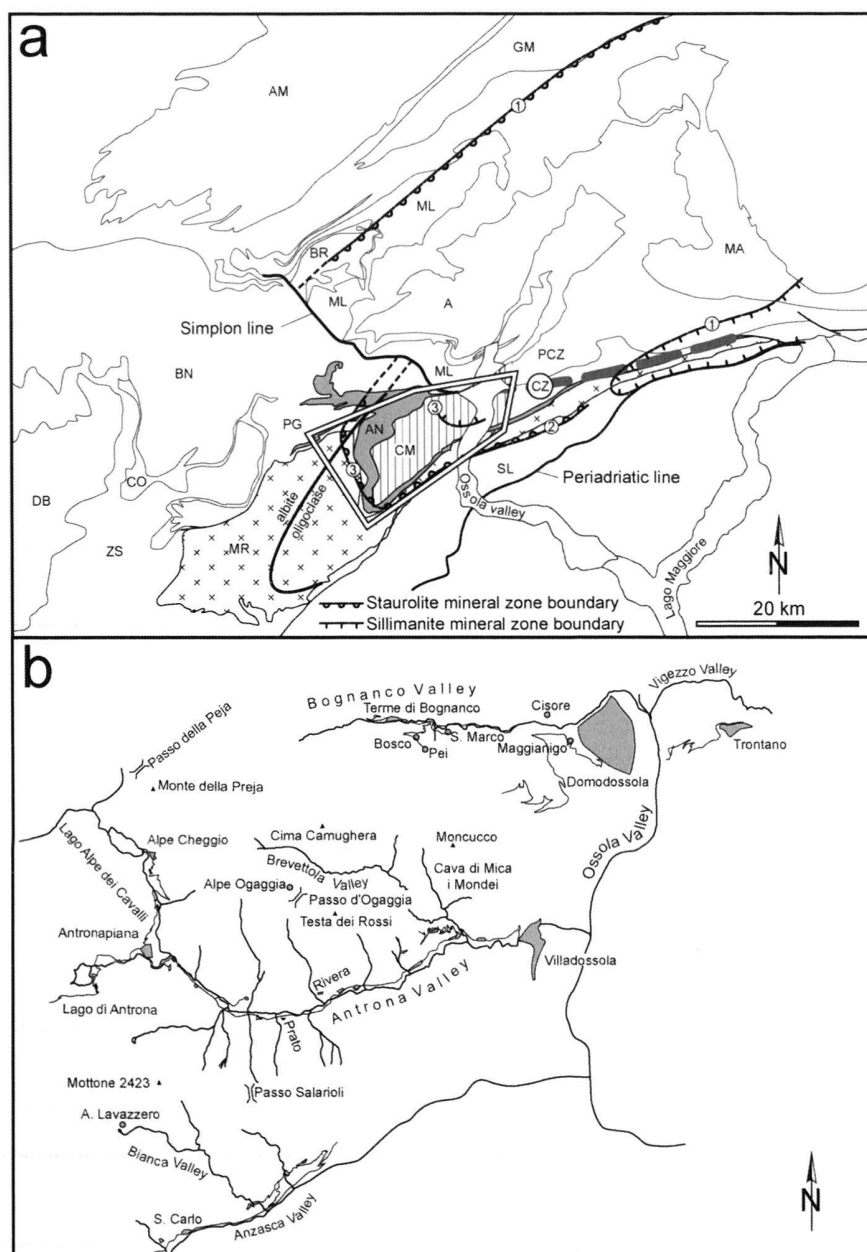 a
GM
AM
1
ML
BR
MA
ML
A
Simplon line
1
PCZ
BN
ML
CZ
3
PG
AN
2
CM
SL
Periadriatic line
3
CO
DB
albite
oligoclase
Ossola valley
ZS
MR
N
Lago Maggiore
Staurolite mineral zone boundary
Sillimanite mineral zone boundary
20 km
b
Bognanco Valley
Vigezzo Valley
Passo della Peja
Terme di Bognanco
Cisore
S. Marco
Bosco
Maggianigo
Trontano
Pei
Domodossola
Monte della Preja
Cima Camughera
Moncucco
Lago Alpe dei Cavalli
Alpe Cheggio
Brevettola Valley
Ossola Valley
Cava di Mica
i Mondei
Alpe Ogaggia
Passo d'Ogaggia
Testa dei Rossi
Antronapiana
Villadossola
Rivera
Antrona Valley
Lago di Antrona
Prato
Mottone 2423
Passo Salarioli
A. Lavazzero
Bianca Valley
N
S. Carlo
Anzasca Valley